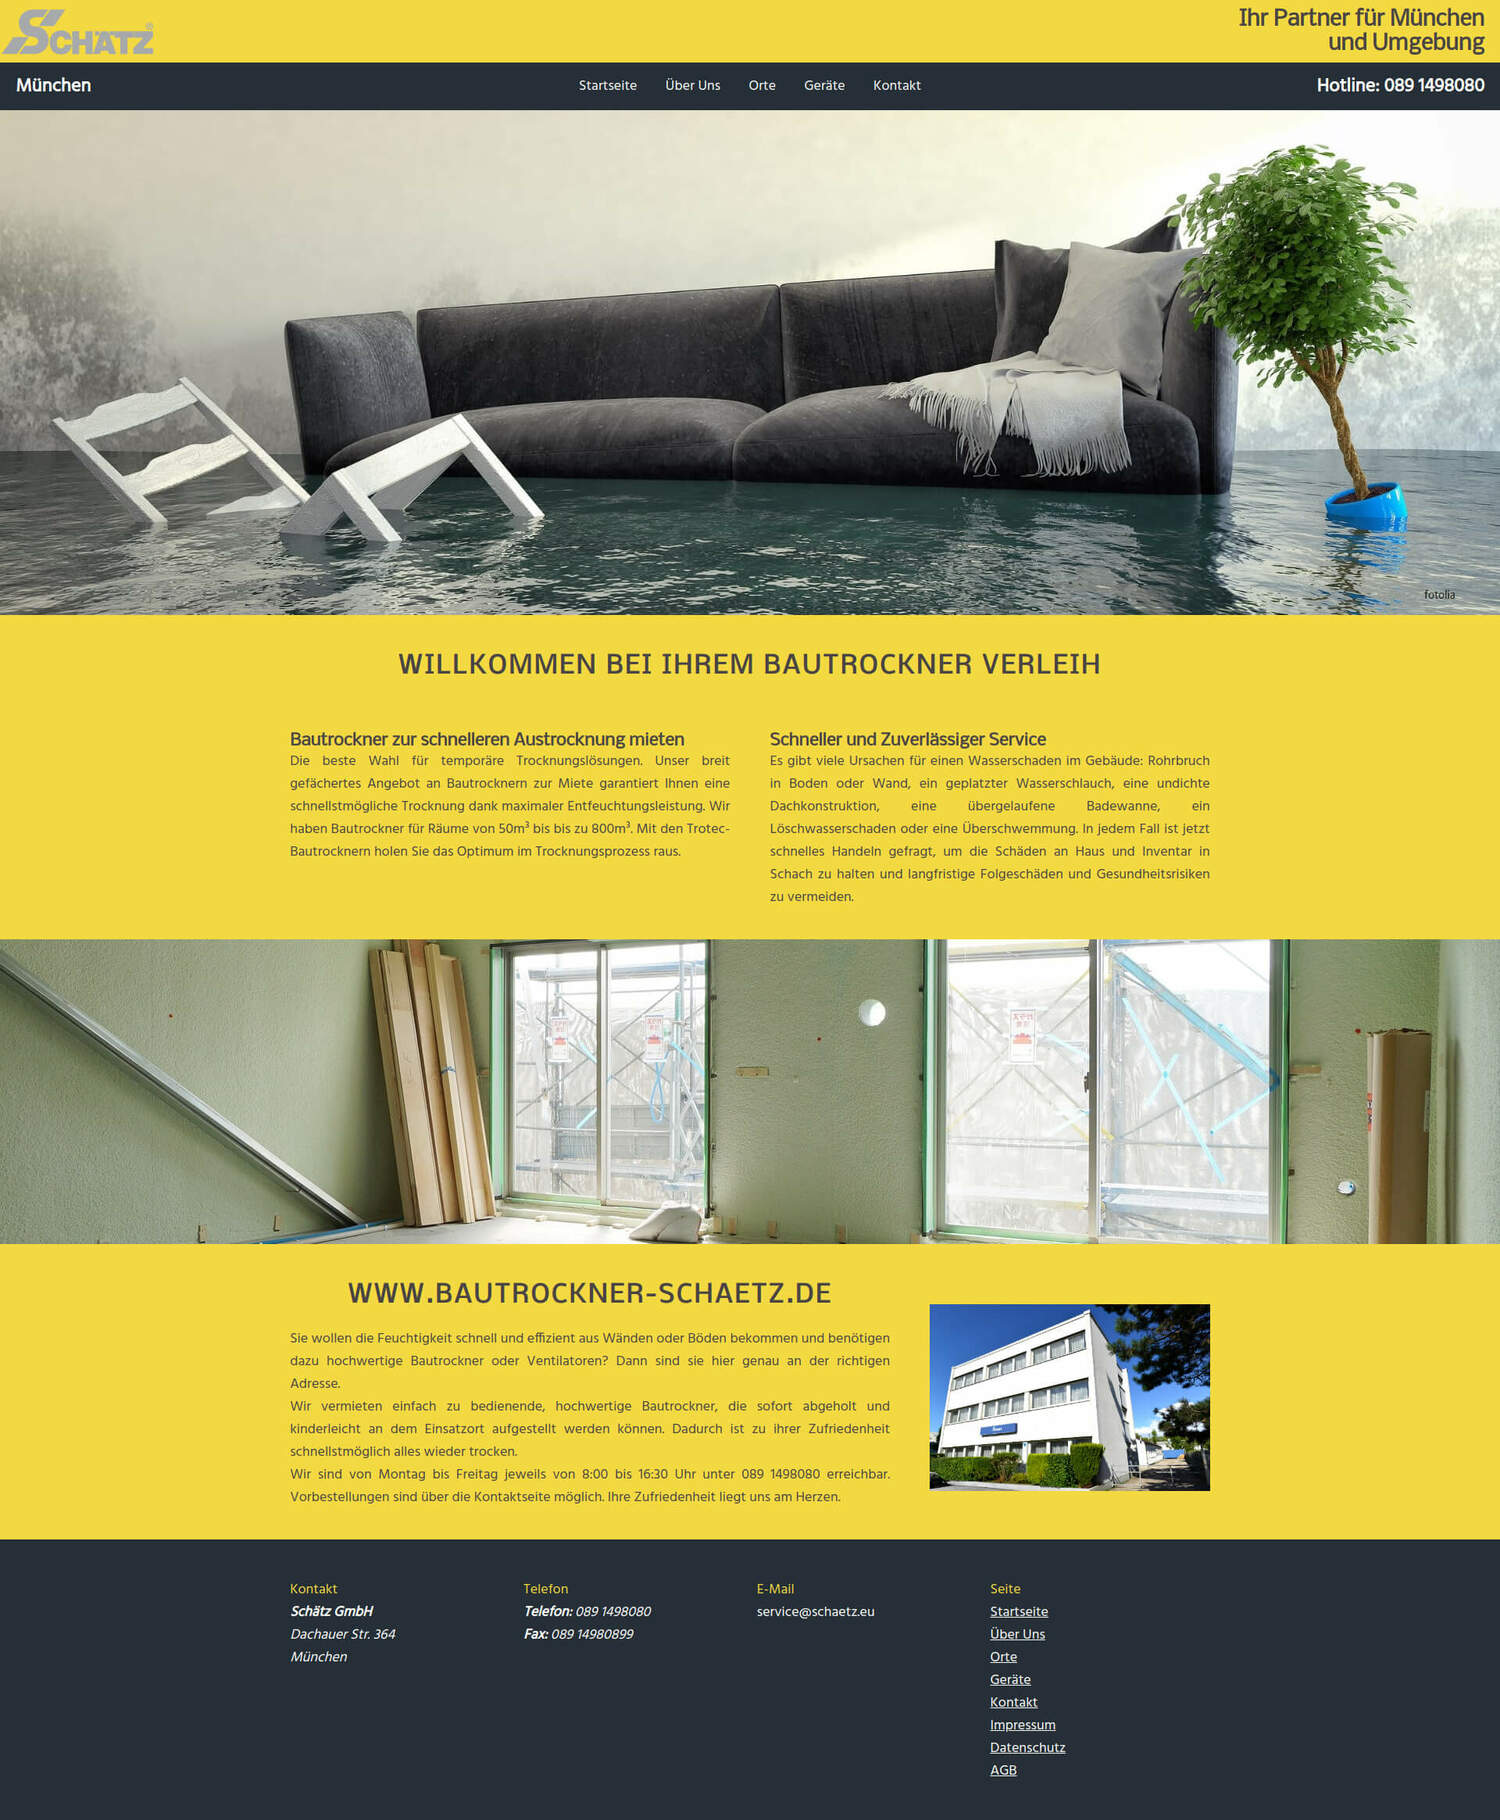 SCHÄTZ
Ihr Partner für München
und Umgebung
München
Startseite Über Uns Orte Geräte Kontakt
Hotline: 089 1498080
fotolia
WILLKOMMEN BEI IHREM BAUTROCKNER VERLEIH
Bautrockner zur schnelleren Austrocknung mieten
Die beste Wahl für temporäre Trocknungslösungen. Unser breit
gefächertes Angebot an Bautrocknern zur Miete garantiert Ihnen eine
schnellstmögliche Trocknung dank maximaler Entfeuchtungsleistung. Wir
haben Bautrockner für Räume von 50m³ bis bis zu 800m³. Mit den Trotec-
Bautrocknern holen Sie das Optimum im Trocknungsprozess raus.
Schneller und Zuverlässiger Service
Es gibt viele Ursachen für einen Wasserschaden im Gebäude: Rohrbruch
in Boden oder Wand, ein geplatzter Wasserschlauch, eine undichte
Dachkonstruktion, eine übergelaufene Badewanne, ein
Löschwasserschaden oder eine Überschwemmung. In jedem Fall ist jetzt
schnelles Handeln gefragt, um die Schäden an Haus und Inventar in
Schach zu halten und langfristige Folgeschäden und Gesundheitsrisiken
zu vermeiden.
WWW.BAUTROCKNER-SCHAETZ.DE
Sie wollen die Feuchtigkeit schnell und effizient aus Wänden oder Böden bekommen und benötigen
dazu hochwertige Bautrockner oder Ventilatoren? Dann sind sie hier genau an der richtigen
Adresse.
Wir vermieten einfach zu bedienende, hochwertige Bautrockner, die sofort abgeholt und
kinderleicht an dem Einsatzort aufgestellt werden können. Dadurch ist zu ihrer Zufriedenheit
schnellstmöglich alles wieder trocken.
Wir sind von Montag bis Freitag jeweils von 8:00 bis 16:30 Uhr unter 089 1498080 erreichbar.
Vorbestellungen sind über die Kontaktseite möglich. Ihre Zufriedenheit liegt uns am Herzen.
Kontakt
Schätz GmbH
Dachauer Str. 364
München
Telefon
Telefon: 089 1498080
Fax: 089 14980899
E-Mail
service@schaetz.eu
Seite
Startseite
Über Uns
Orte
Geräte
Kontakt
Impressum
Datenschutz
AGB